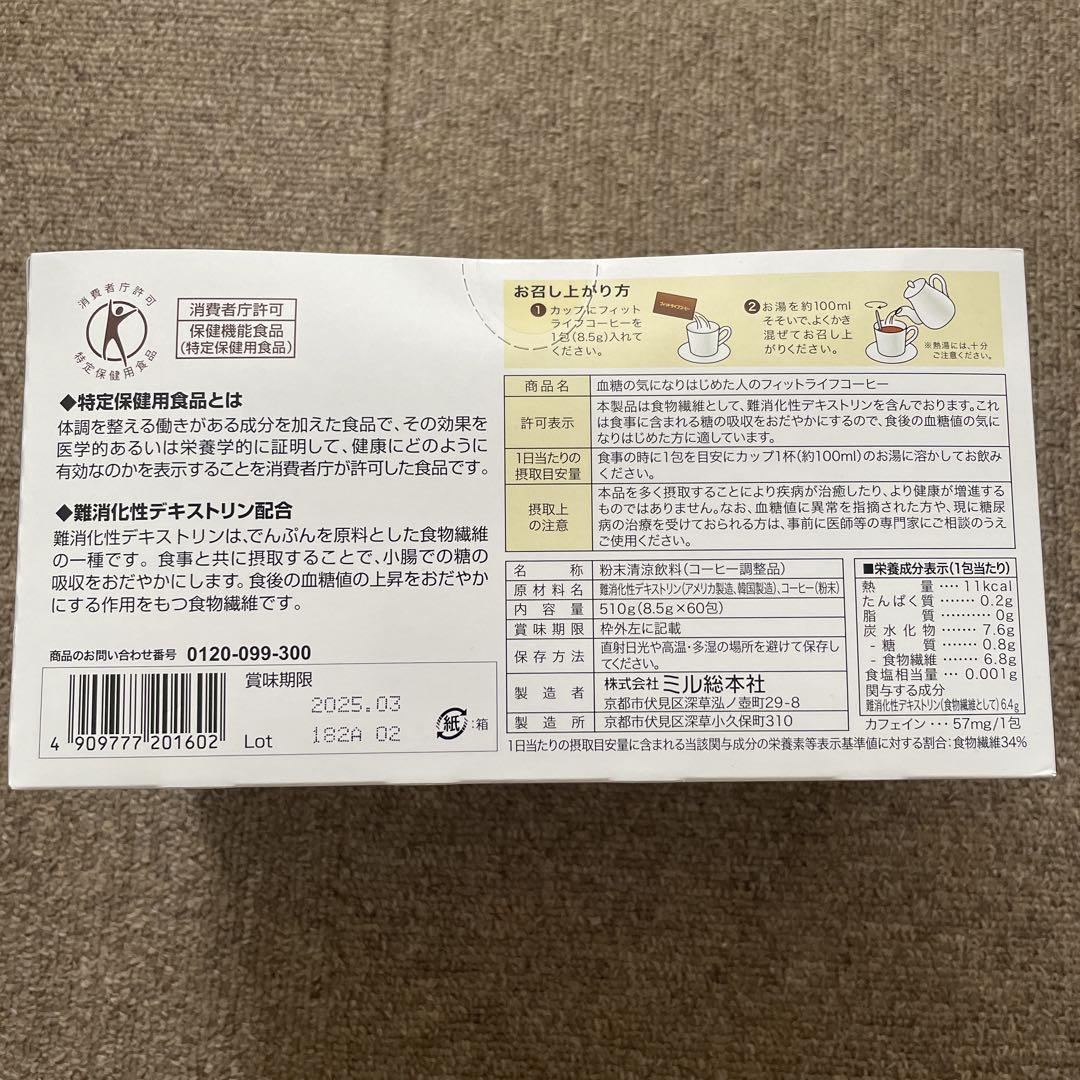 消費者庁許可
特定保健用食品
消費者庁許可
保健機能食品
(特定保健用食品)
◆特定保健用食品とは
体調を整える働きがある成分を加えた食品で、その効果を
医学的あるいは栄養学的に証明して、健康にどのように
有効なのかを表示することを消費者庁が許可した食品です。
◆難消化性デキストリン配合
難消化性デキストリンは、でんぷんを原料とした食物繊維
の一種です。食事と共に摂取することで、小腸での糖の
吸収をおだやかにします。食後の血糖値の上昇をおだやか
にする作用をもつ食物繊維です。
商品のお問い合わせ番号 0120-099-300
4 909777 201602
賞味期限
2025.03
Lot 182A 02
紙 :箱
お召し上がり方
1 カップにフィット
ライフコーヒーを
1包(8.5g)入れて
ください。
フィットライフコーヒー
2 お湯を約100ml
そそいで、よくかき
混ぜてお召し上
がりください。
※熱湯には、十分
ご注意ください。
商品名 血糖の気になりはじめた人のフィットライフコーヒー
許可表示 本製品は食物繊維として、難消化性デキストリンを含んでおります。これ
は食事に含まれる糖の吸収をおだやかにするので、食後の血糖値の気に
なりはじめた方に適しています。
1日当たりの
摂取目安量
食事の時に1包を目安にカップ1杯(約100ml)のお湯に溶かしてお飲み
ください。
摂取上
の注意
本品を多く摂取することにより疾病が治癒したり、より健康が増進する
ものではありません。なお、血糖値に異常を指摘された方や、現に糖尿
病の治療を受けておられる方は、事前に医師等の専門家にご相談のうえ
ご使用ください。
名称 粉末清涼飲料(コーヒー調整品)
原材料名 難消化性デキストリン(アメリカ製造、韓国製造)、コーヒー(粉末)
内容量 510g(8.5g×60包)
賞味期限 枠外左に記載
保存方法 直射日光や高温・多湿の場所を避けて保存し
てください。
製造者 株式会社ミル総本社
京都市伏見区深草泓ノ壺町29-8
製造所 京都市伏見区深草小久保町310
■栄養成分表示(1包当たり)
熱量‥‥11kcal
たんぱく質‥‥‥0.2g
脂質‥‥‥‥0g
炭水化物‥‥‥7.6g
- 糖質‥‥‥0.8g
- 食物繊維‥‥6.8g
食塩相当量‥0.001g
関与する成分
難消化性デキストリン(食物繊維として)6.4g
カフェイン‥‥57mg/1包
1日当たりの摂取目安量に含まれる当該関与成分の栄養素等表示基準値に対する割合:食物繊維34%